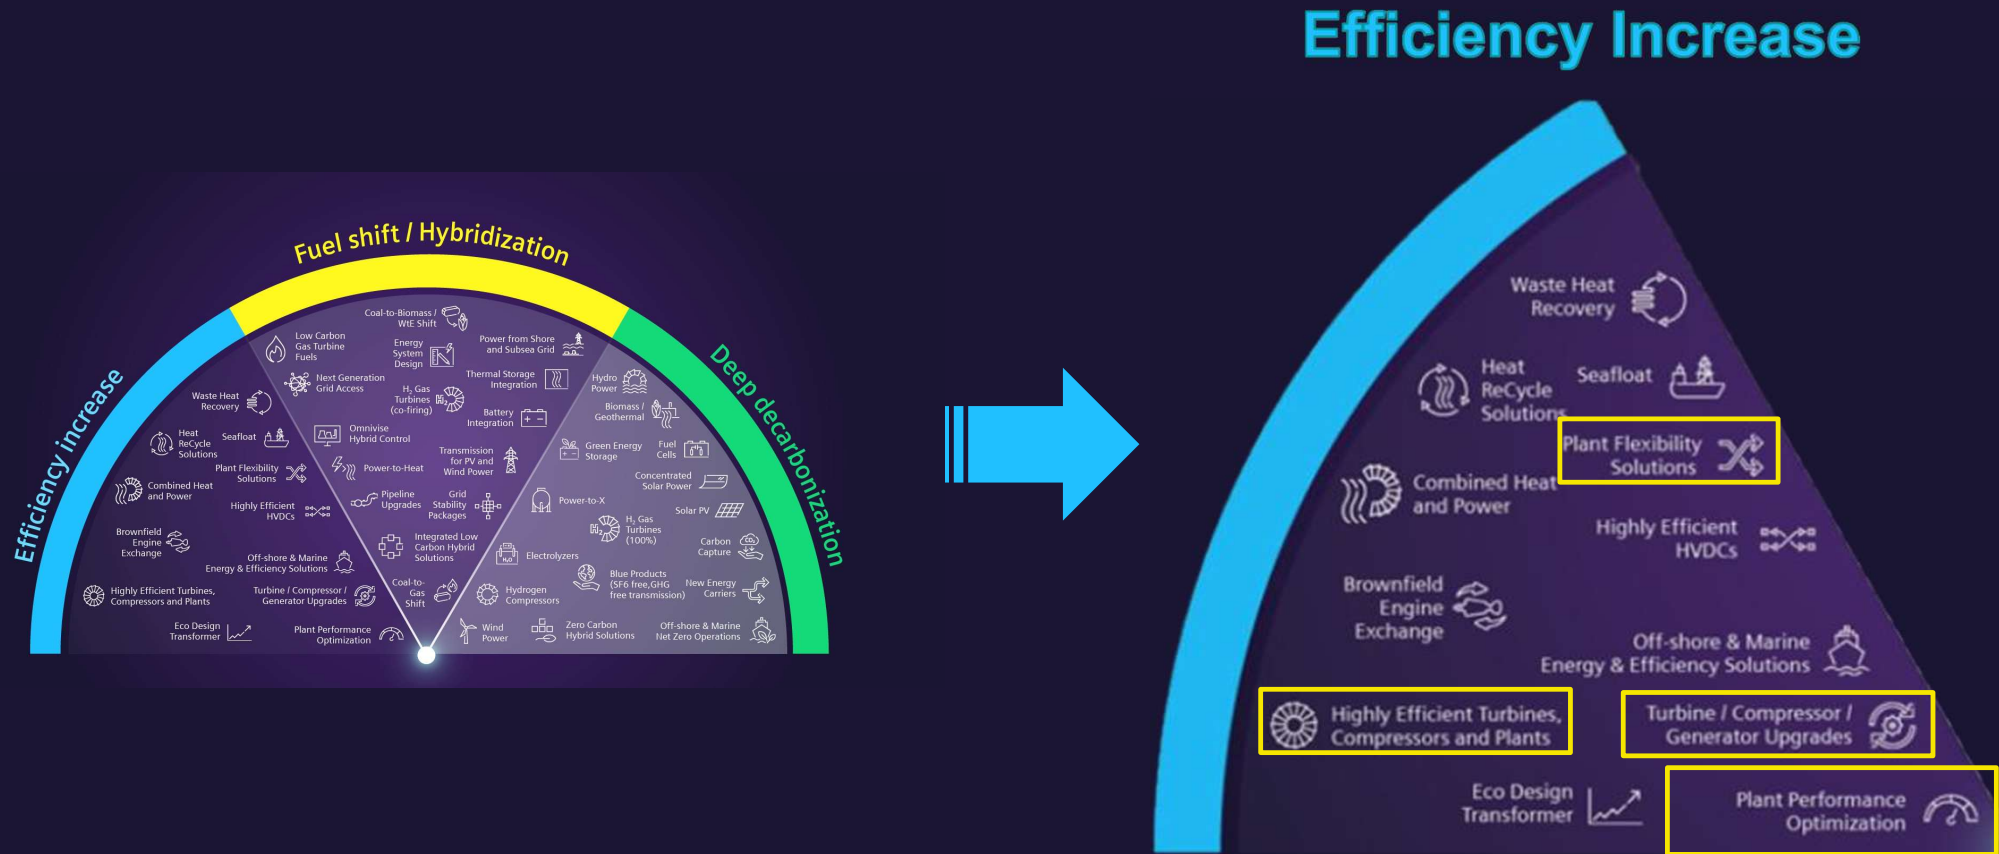 Efficiency Increase
Fuel shift / Hybridization
Efficiency increase
Deep decarbonization
Waste Heat
Recovery
Heat
ReCycle
Solutions
Seafloat
Plant Flexibility
Solutions
Combined Heat
and Power
Highly Efficient
HVDCs
Brownfield
Engine
Exchange
Off-shore & Marine
Energy & Efficiency Solutions
Highly Efficient Turbines,
Compressors and Plants
Turbine / Compressor /
Generator Upgrades
Eco Design
Transformer
Plant Performance
Optimization
Coal-to-Biomass /
WtE Shift
Low Carbon
Gas Turbine
Fuels
Energy
System
Design
Power from Shore
and Subsea Grid
Next Generation
Grid Access
Thermal Storage
Integration
H₂ Gas
Turbines
(co-firing)
H₂
Battery
Integration
Omnivise
Hybrid Control
Transmission
for PV and
Wind Power
Power-to-Heat
Pipeline
Upgrades
Grid
Stability
Packages
Integrated Low
Carbon Hybrid
Solutions
Coal-to-
Gas
Shift
Hydro
Power
Biomass /
Geothermal
Green Energy
Storage
Fuel
Cells
Concentrated
Solar Power
Power-to-X
Solar PV
H₂
H₂ Gas
Turbines
(100%)
Carbon
Capture
CO₂
Electrolyzers
H₂O
Blue Products
(SF6 free,GHG
free transmission)
New Energy
Carriers
Hydrogen
Compressors
Wind
Power
Zero Carbon
Hybrid Solutions
Off-shore & Marine
Net Zero Operations
Waste Heat
Recovery
Heat
ReCycle
Solutions
Seafloat
Plant Flexibility
Solutions
Combined Heat
and Power
Highly Efficient
HVDCs
Brownfield
Engine
Exchange
Off-shore & Marine
Energy & Efficiency Solutions
Highly Efficient Turbines,
Compressors and Plants
Turbine / Compressor /
Generator Upgrades
Eco Design
Transformer
Plant Performance
Optimization